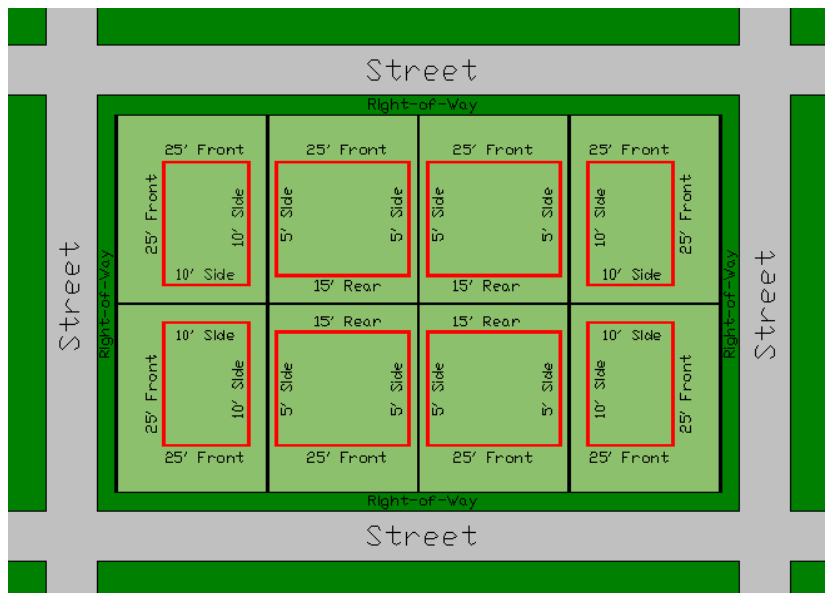 Street
Right-of-Way
25' Front 25' Front 25' Front 25' Front
25' Front 10' Side 5' Side 5' Side 5' Side 5' Side 10' Side 25' Front
10' Side 15' Rear 15' Rear 10' Side
Street Right-of-Way Right-of-Way Street
10' Side 15' Rear 15' Rear 10' Side
25' Front 10' Side 5' Side 5' Side 5' Side 5' Side 10' Side 25' Front
25' Front 25' Front 25' Front 25' Front
Right-of-Way
Street